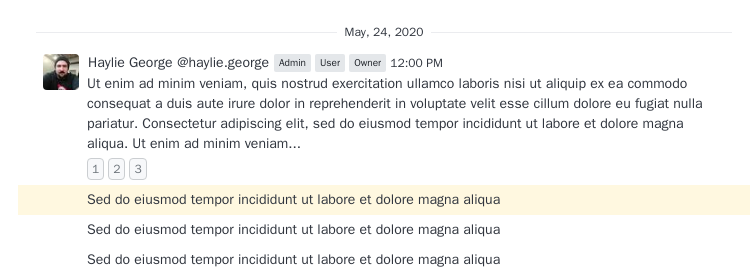 May, 24, 2020
Haylie George @haylie.george Admin User Owner 12:00 PM
Ut enim ad minim veniam, quis nostrud exercitation ullamco laboris nisi ut aliquip ex ea commodo
consequat a duis aute irure dolor in reprehenderit in voluptate velit esse cillum dolore eu fugiat nulla
pariatur. Consectetur adipiscing elit, sed do eiusmod tempor incididunt ut labore et dolore magna
aliqua. Ut enim ad minim veniam...
1 2 3
Sed do eiusmod tempor incididunt ut labore et dolore magna aliqua
Sed do eiusmod tempor incididunt ut labore et dolore magna aliqua
Sed do eiusmod tempor incididunt ut labore et dolore magna aliqua